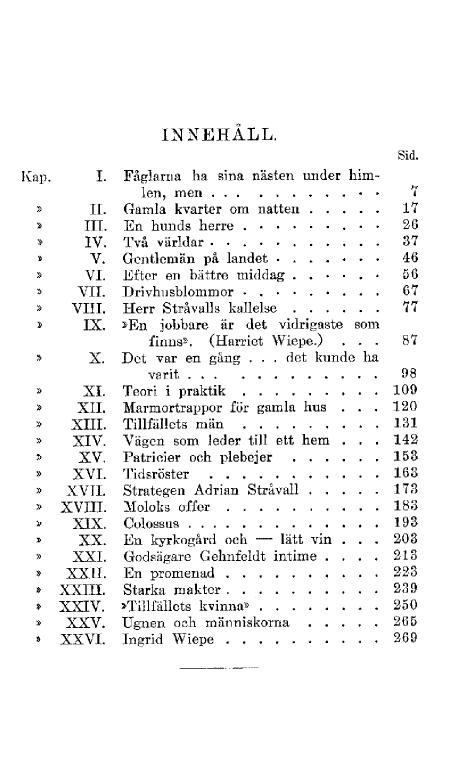 INNEHÅLL.
Sid.
Kap. I. Fåglarna ha sina nästen under him-
len, men . . . . . . . . . . . 7
» II. Gamla kvarter om natten . . . . . 17
» III. En hunds herre . . . . . . . . . 26
» IV. Två världar . . . . . . . . . . . 37
» V. Gentlemän på landet . . . . . . . 46
» VI. Efter en bättre middag . . . . . . 56
» VII. Drivhusblommor . . . . . . . . . 67
» VIII. Herr Stråvalls kallelse . . . . . . 77
» IX. »En jobbare är det vidrigaste som
finns». (Harriet Wiepe.) . . . 87
» X. Det var en gång . . . det kunde ha
varit . . . . . . . . . . . 98
» XI. Teori i praktik . . . . . . . . . 109
» XII. Marmortrappor för gamla hus . . . 120
» XIII. Tillfällets män . . . . . . . . . 131
» XIV. Vägen som leder till ett hem . . . 142
» XV. Patricier och plebejer . . . . . . 153
» XVI. Tidsröster . . . . . . . . . . 163
» XVII. Strategen Adrian Stråvall . . . . . 173
» XVIII. Moloks offer . . . . . . . . . . 183
» XIX. Colossus . . . . . . . . . . . . 193
» XX. En kyrkogård och — lätt vin . . . 203
» XXI. Godsägare Gehnfeldt intime . . . . 213
» XXII. En promenad . . . . . . . . . . 223
» XXIII. Starka makter . . . . . . . . . . 239
» XXIV. »Tillfällets kvinna» . . . . . . . . 250
» XXV. Ugnen och människorna . . . . . 265
» XXVI. Ingrid Wiepe . . . . . . . . . . 269